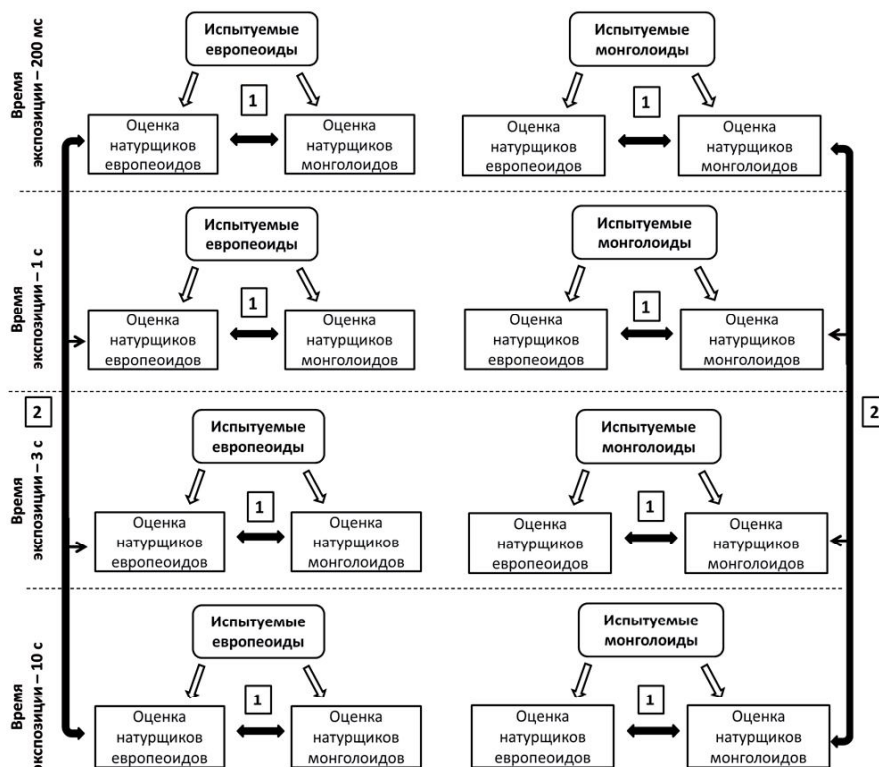 Время
экспозиции – 200 мс
Испытуемые
европеоиды
Испытуемые
монголоиды
1
1
Оценка
натурщиков
европеоидов
Оценка
натурщиков
монголоидов
Оценка
натурщиков
европеоидов
Оценка
натурщиков
монголоидов
Время
экспозиции – 1 с
Испытуемые
европеоиды
Испытуемые
монголоиды
1
1
Оценка
натурщиков
европеоидов
Оценка
натурщиков
монголоидов
Оценка
натурщиков
европеоидов
Оценка
натурщиков
монголоидов
2
2
Время
экспозиции – 3 с
Испытуемые
европеоиды
Испытуемые
монголоиды
1
1
Оценка
натурщиков
европеоидов
Оценка
натурщиков
монголоидов
Оценка
натурщиков
европеоидов
Оценка
натурщиков
монголоидов
Время
экспозиции – 10 с
Испытуемые
европеоиды
Испытуемые
монголоиды
1
1
Оценка
натурщиков
европеоидов
Оценка
натурщиков
монголоидов
Оценка
натурщиков
европеоидов
Оценка
натурщиков
монголоидов